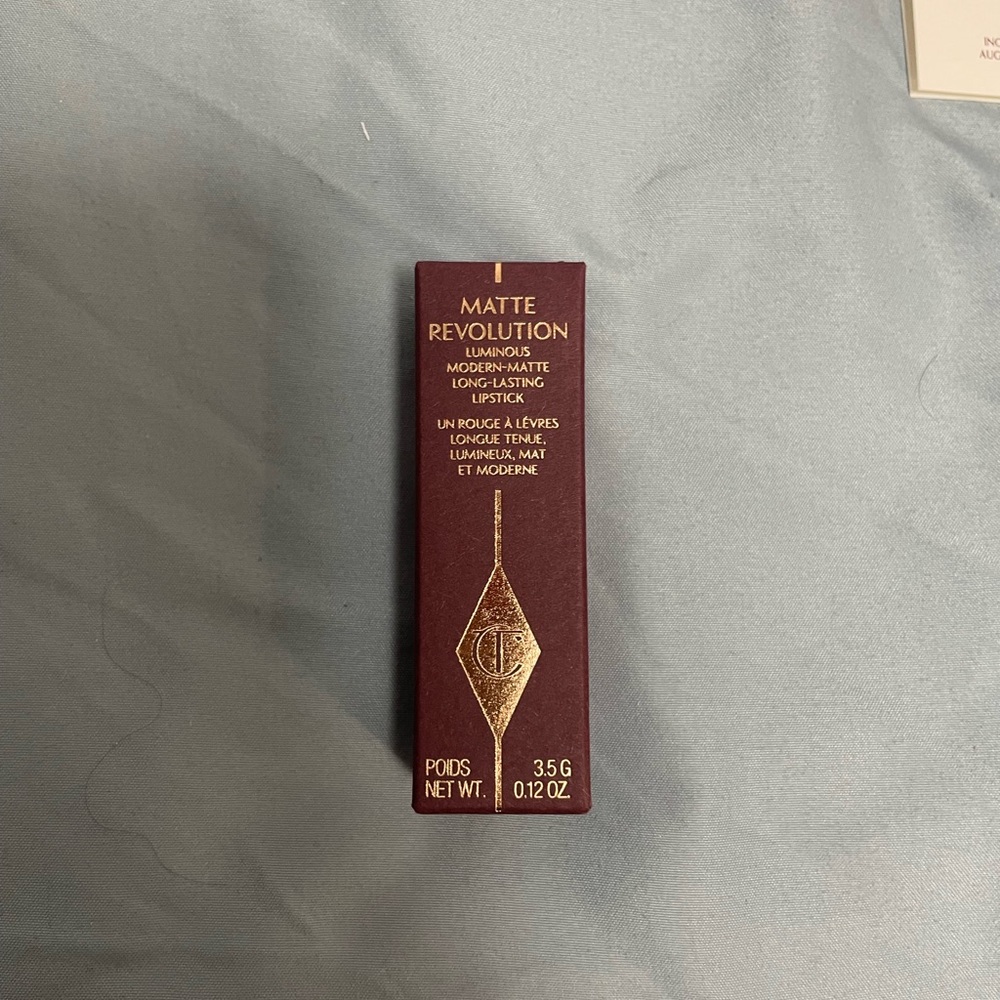 MATTE
REVOLUTION
LUMINOUS
MODERN-MATTE
LONG-LASTING
LIPSTICK
UN ROUGE À LÉVRES
LONGUE TENUE,
LUMINEUX, MAT
ET MODERNE
CT
POIDS 3.5 G
NET WT. 0.12 OZ.